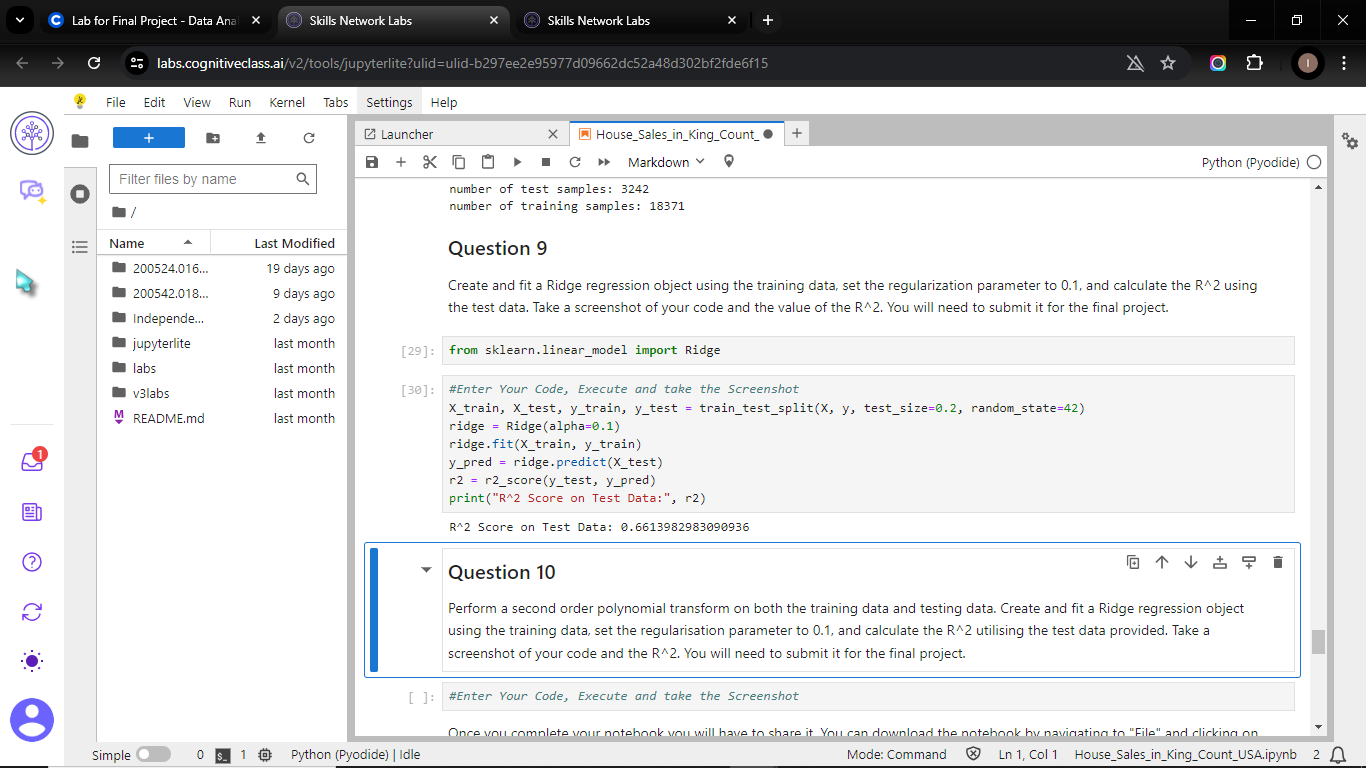 Lab for Final Project - Data Anal
Skills Network Labs
Skills Network Labs
labs.cognitiveclass.ai/v2/tools/jupyterlite?ulid=ulid-b297ee2e95977d09662dc52a48d302bf2fde6f15
I
File Edit View Run Kernel Tabs Settings Help
Launcher
House_Sales_in_King_Count_
Markdown
Python (Pyodide)
Filter files by name
/
Name Last Modified
200524.016... 19 days ago
200542.018... 9 days ago
Independe... 2 days ago
jupyterlite last month
labs last month
v3labs last month
README.md last month
1
number of test samples: 3242
number of training samples: 18371
Question 9
Create and fit a Ridge regression object using the training data, set the regularization parameter to 0.1, and calculate the R^2 using
the test data. Take a screenshot of your code and the value of the R^2. You will need to submit it for the final project.
[29]: from sklearn.linear_model import Ridge
[30]: #Enter Your Code, Execute and take the Screenshot
X_train, X_test, y_train, y_test = train_test_split(X, y, test_size=0.2, random_state=42)
ridge = Ridge(alpha=0.1)
ridge.fit(X_train, y_train)
y_pred = ridge.predict(X_test)
r2 = r2_score(y_test, y_pred)
print("R^2 Score on Test Data:", r2)
R^2 Score on Test Data: 0.6613982983090936
Question 10
Perform a second order polynomial transform on both the training data and testing data. Create and fit a Ridge regression object
using the training data, set the regularisation parameter to 0.1, and calculate the R^2 utilising the test data provided. Take a
screenshot of your code and the R^2. You will need to submit it for the final project.
[ ]: #Enter Your Code, Execute and take the Screenshot
Once you complete your notebook you will have to share it. You can download the notebook by navigating to "File" and clicking on
Simple 0 1 Python (Pyodide) | Idle Mode: Command Ln 1, Col 1 House_Sales_in_King_Count_USA.ipynb 2